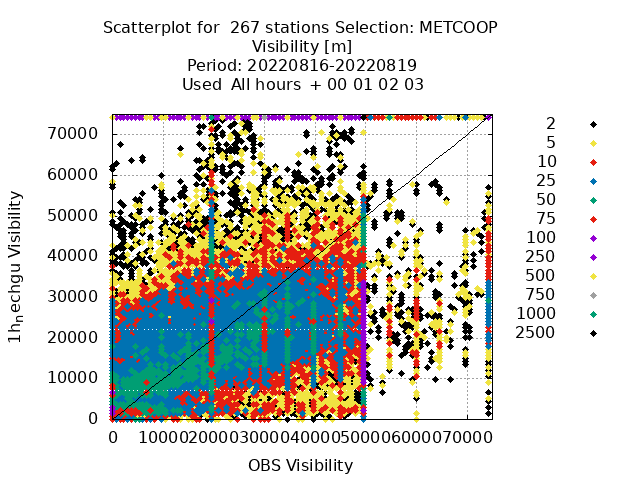 Scatterplot for  267 stations Selection: METCOOP
Visibility [m]
Period: 20220816-20220819
Used  All hours  + 00 01 02 03
70000
60000
50000
40000
30000
20000
10000
0
1hnechgu Visibility
0 10000 20000 30000 40000 50000 60000 70000
OBS Visibility
2
5
10
25
50
75
100
250
500
750
1000
2500